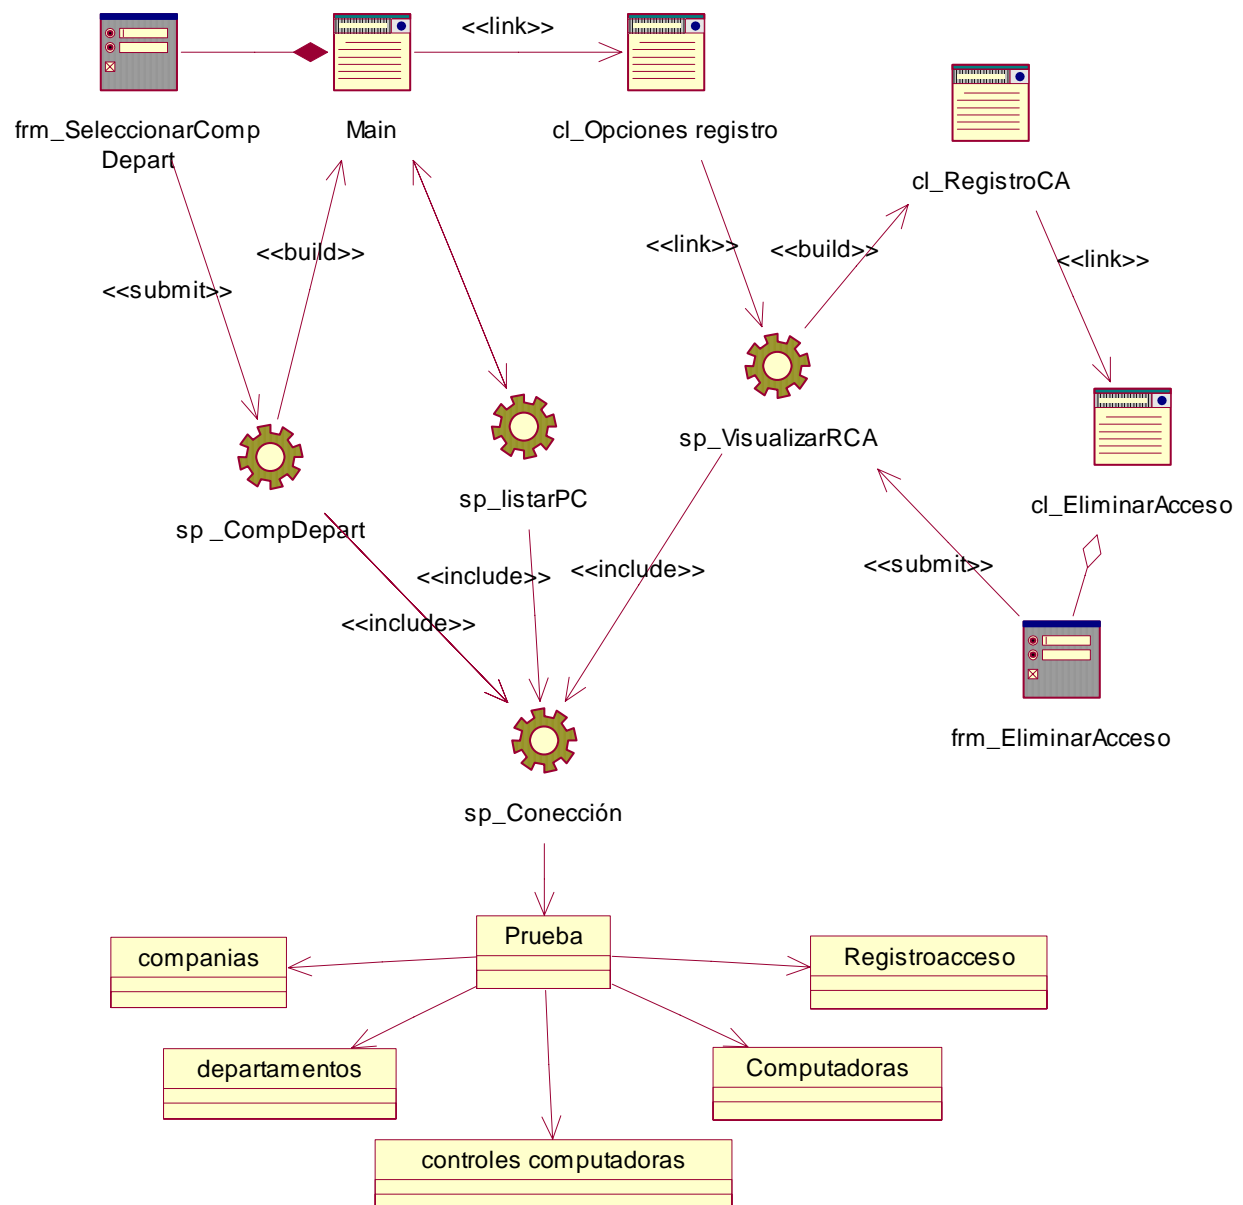 <<link>>
frm_SeleccionarComp
Depart
Main
cl_Opciones registro
cl_RegistroCA
<<build>>
<<link>>
<<build>>
<<link>>
<<submit>>
sp_VisualizarRCA
sp_listarPC
cl_EliminarAcceso
sp _CompDepart
<<include>>
<<include>>
<<submit>>
<<include>>
frm_EliminarAcceso
sp_Conección
Prueba
companias
Registroacceso
departamentos
Computadoras
controles computadoras